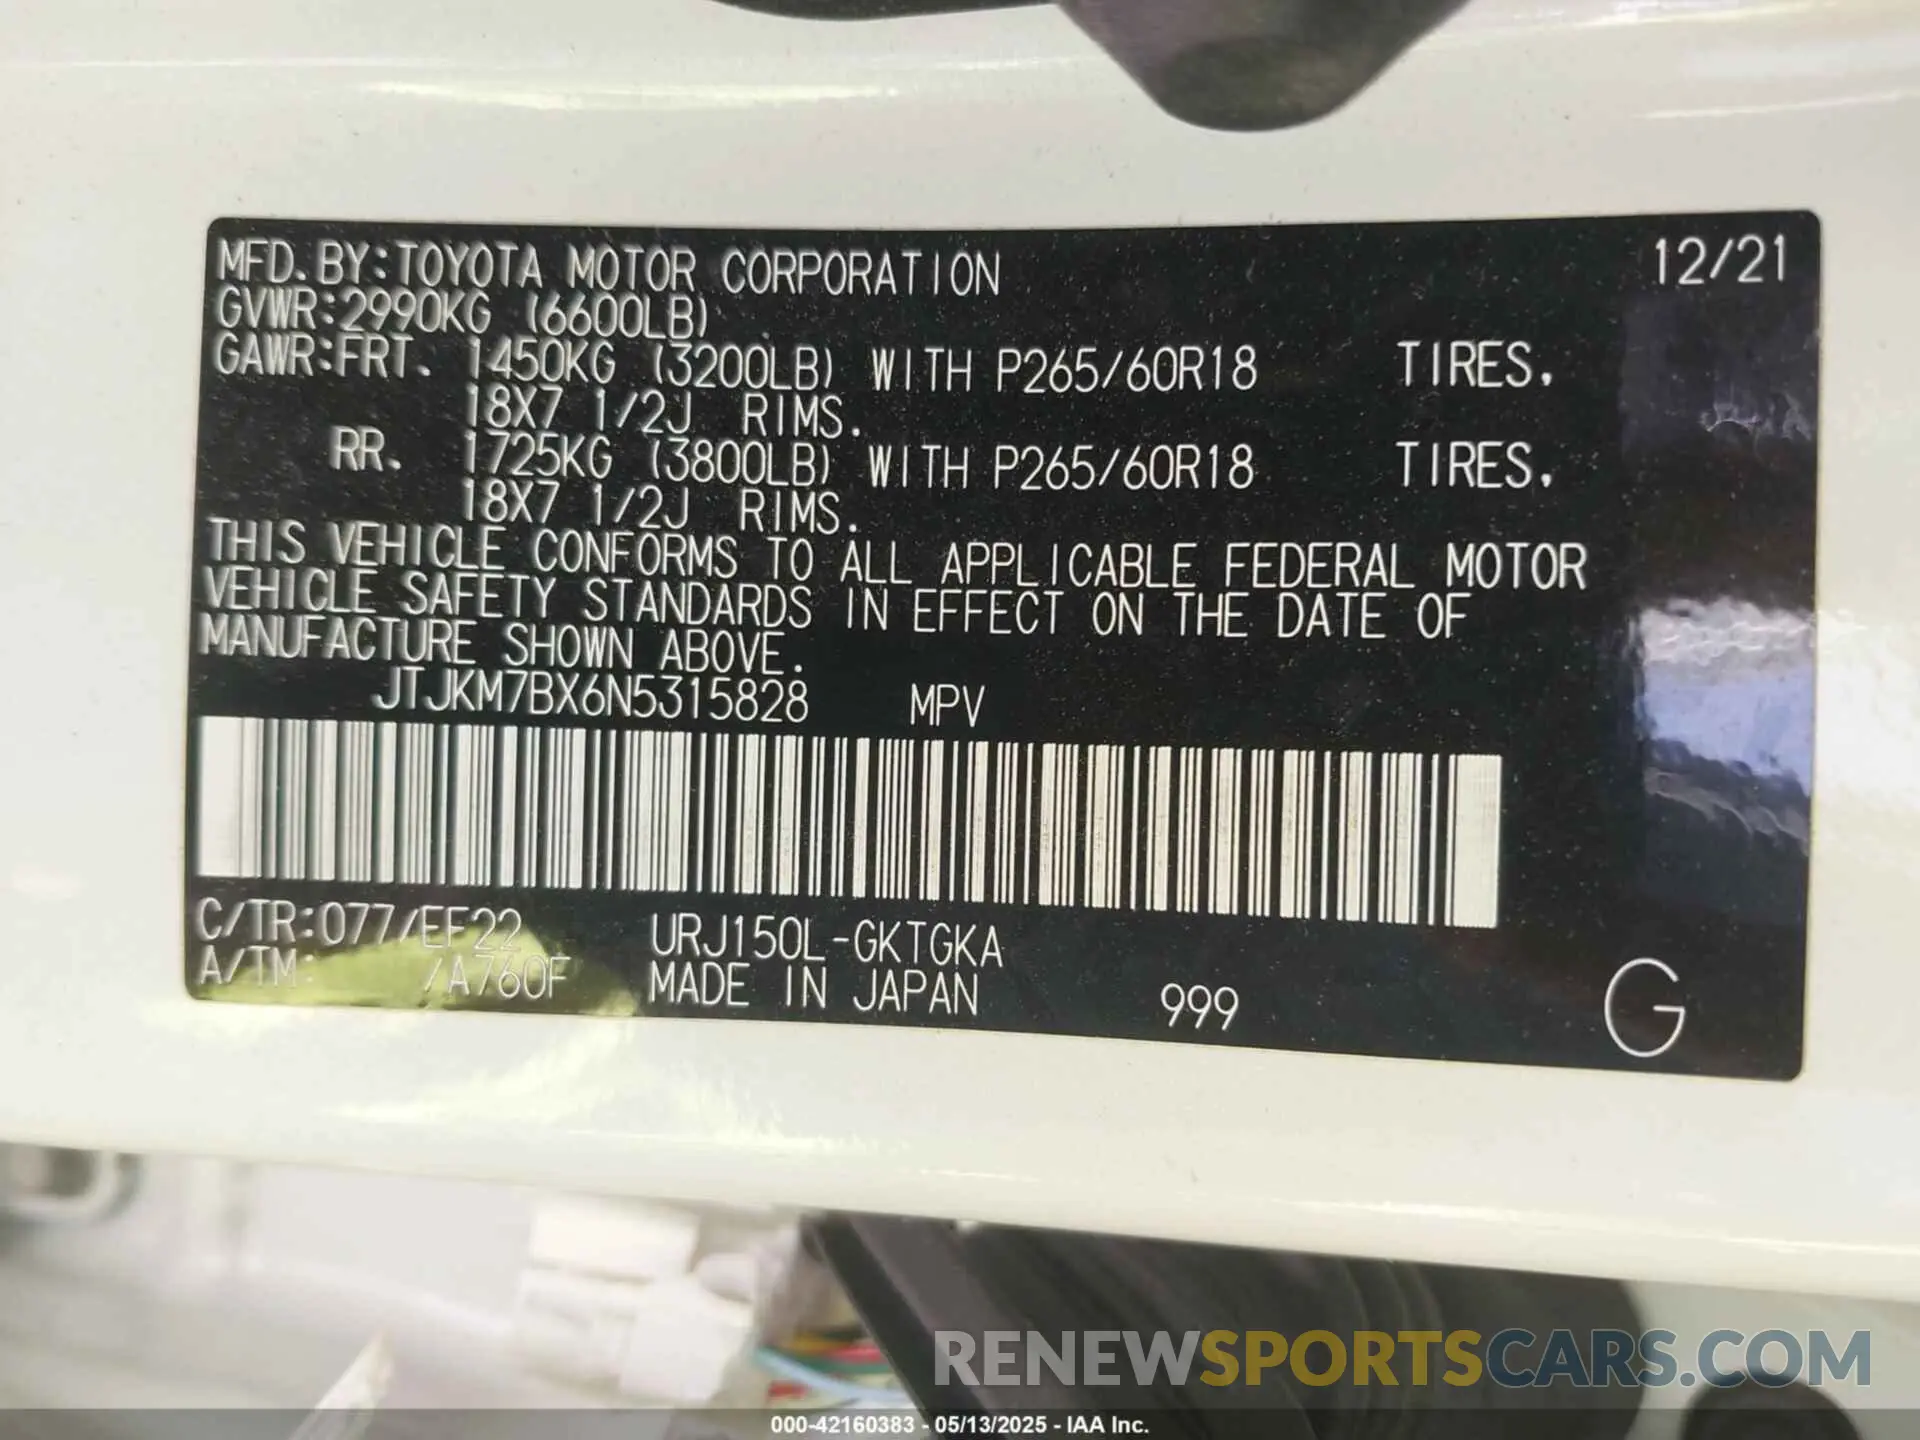 MFD.BY:TOYOTA MOTOR CORPORATION 12/21
GVWR:2990KG (6600LB)
GAWR:FRT. 1450KG (3200LB) WITH P265/60R18 TIRES.
18X7 1/2J RIMS.
RR. 1725KG (3800LB) WITH P265/60R18 TIRES.
18X7 1/2J RIMS.
THIS VEHICLE CONFORMS TO ALL APPLICABLE FEDERAL MOTOR
VEHICLE SAFETY STANDARDS IN EFFECT ON THE DATE OF
MANUFACTURE SHOWN ABOVE.
JTJKM7BX6N5315828 MPV
C/TR:077/EF22 URJ150L-GKTGKA
A/TM: /A760F MADE IN JAPAN 999 G
RENEWSPORTSCARS.COM
000-42160383 - 05/13/2025 - IAA Inc.